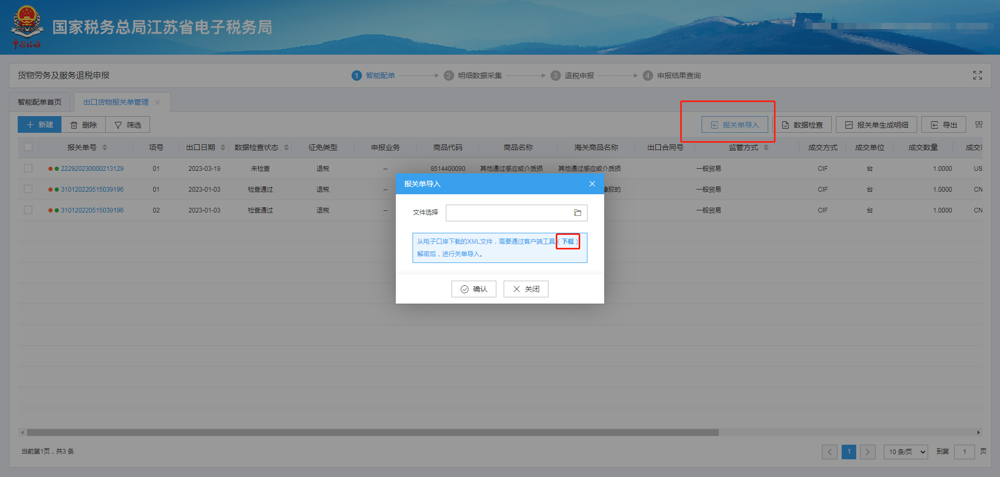 国家税务总局江苏省电子税务局
中国税务
货物劳务及服务退税申报
1 智能配单 2 明细数据采集 3 退税申报 4 申报结果查询
智能配单首页 出口货物报关单管理
新建 删除 筛选 报关单导入 数据检查 报关单生成明细 导出
报关单号 项号 出口日期 数据检查状态 征免类型 申报业务 商品代码 商品名称 海关商品名称 出口合同号 监管方式 成交方式 成交单位 成交数量 成交
222920230000213129 01 2023-03-19 未检查 退税 -- 8514400090 其他通过感应或介质损 其他通过感应或介质损 一般贸易 CIF 台 1.0000 US
310120220515039196 01 2023-01-03 检查通过 退税 -- 橡胶的 一般贸易 CIF 台 1.0000 CN
310120220515039196 02 2023-01-03 检查通过 退税 -- 一般贸易 CIF 台 1.0000 CN
报关单导入
文件选择
从电子口岸下载的XML文件，需要通过客户端工具（下载）
解密后，进行关单导入。
确认 关闭
当前第1页，共3 条 1 10 条/页 到第 1 页